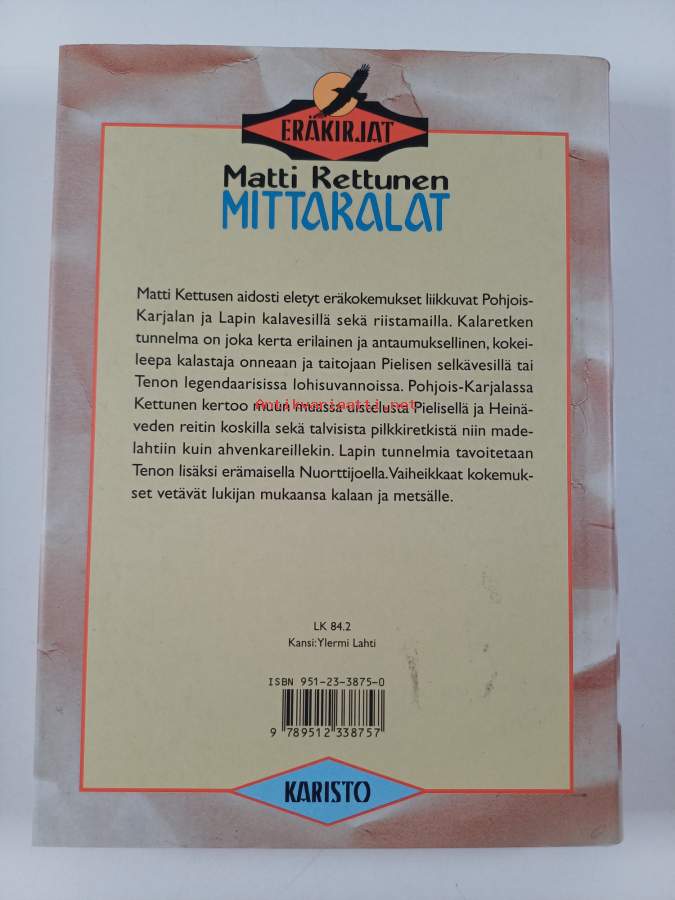 ERÄKIRJAT
Matti Kettunen
MITTAKALAT
Matti Kettusen aidosti eletyt eräkokemukset liikkuvat Pohjois-
Karjalan ja Lapin kalavesillä sekä riistamailla. Kalaretken
tunnelma on joka kerta erilainen ja antaumuksellinen, kokei-
leepa kalastaja onneaan ja taitojaan Pielisen selkävesillä tai
Tenon legendaarisissa lohisuvannoissa. Pohjois-Karjalassa
Antikvariaatti.net
Kettunen kertoo muun muassa uistelusta Pielisellä ja Heinä-
veden reitin koskilla sekä talvisista pilkkiretkistä niin made-
lahtiin kuin ahvenkareillekin. Lapin tunnelmia tavoitetaan
Tenon lisäksi erämaisella Nuorttijoella. Vaiheikkaat kokemuk-
set vetävät lukijan mukaansa kalaan ja metsälle.
LK 84.2
Kansi: Ylermi Lahti
ISBN 951-23-3875-0
9 789512 338757
KARISTO